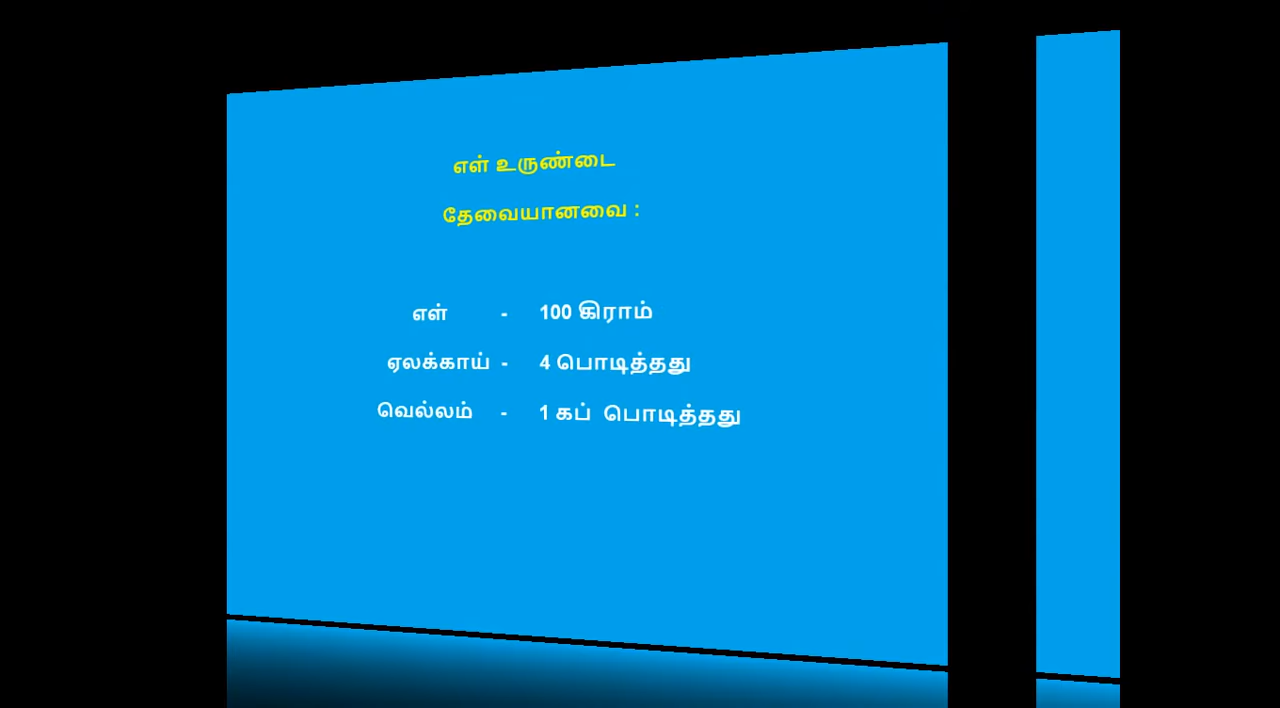 எள் உருண்டை
தேவையானவை :
எள் - 100 கிராம்
ஏலக்காய் - 4 பொடித்தது
வெல்லம் - 1 கப் பொடித்தது